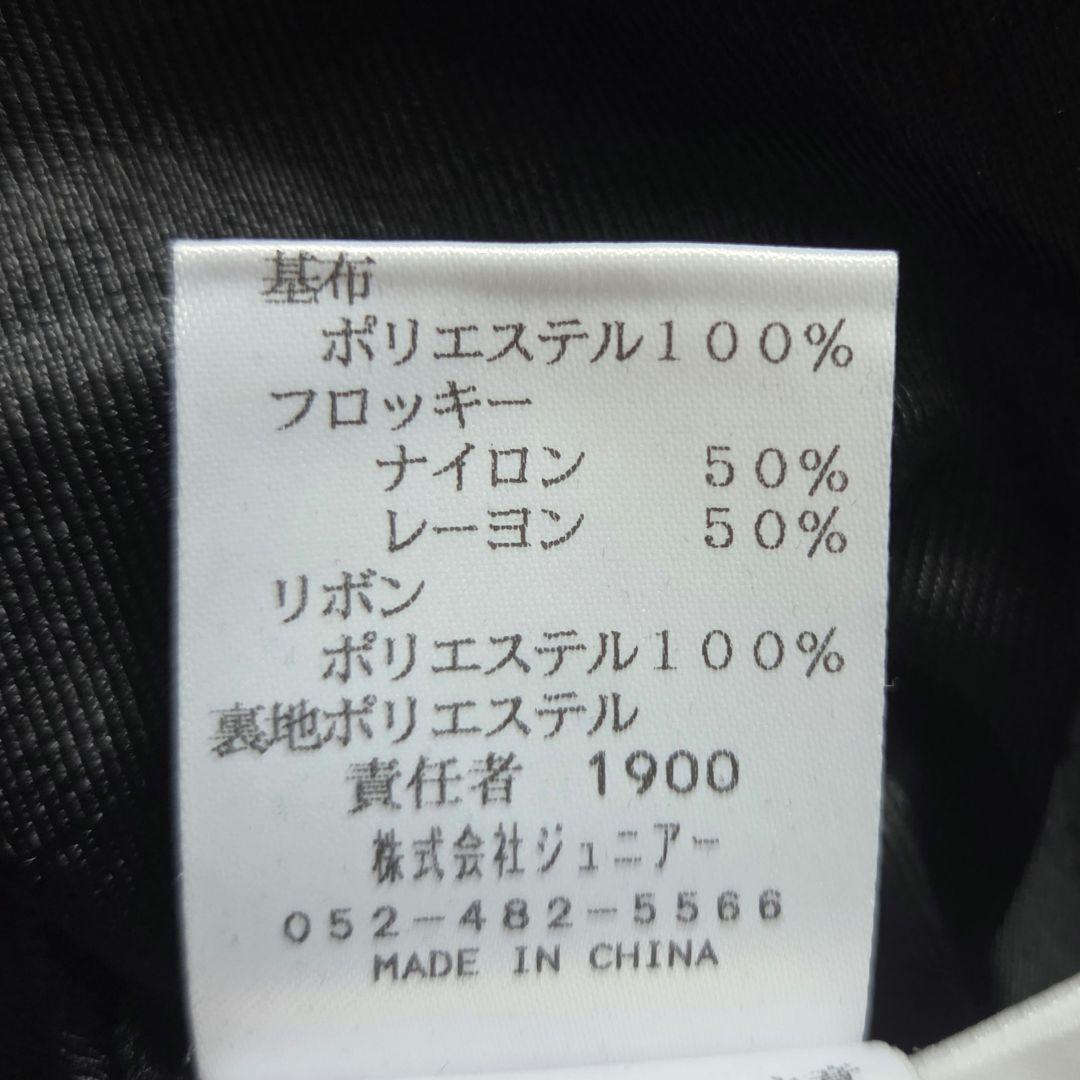 基布
ポリエステル100%
フロッキー
ナイロン 50%
レーヨン 50%
リボン
ポリエステル100%
裏地ポリエステル
責任者 1900
株式会社ジュニアー
052-482-5566
MADE IN CHINA